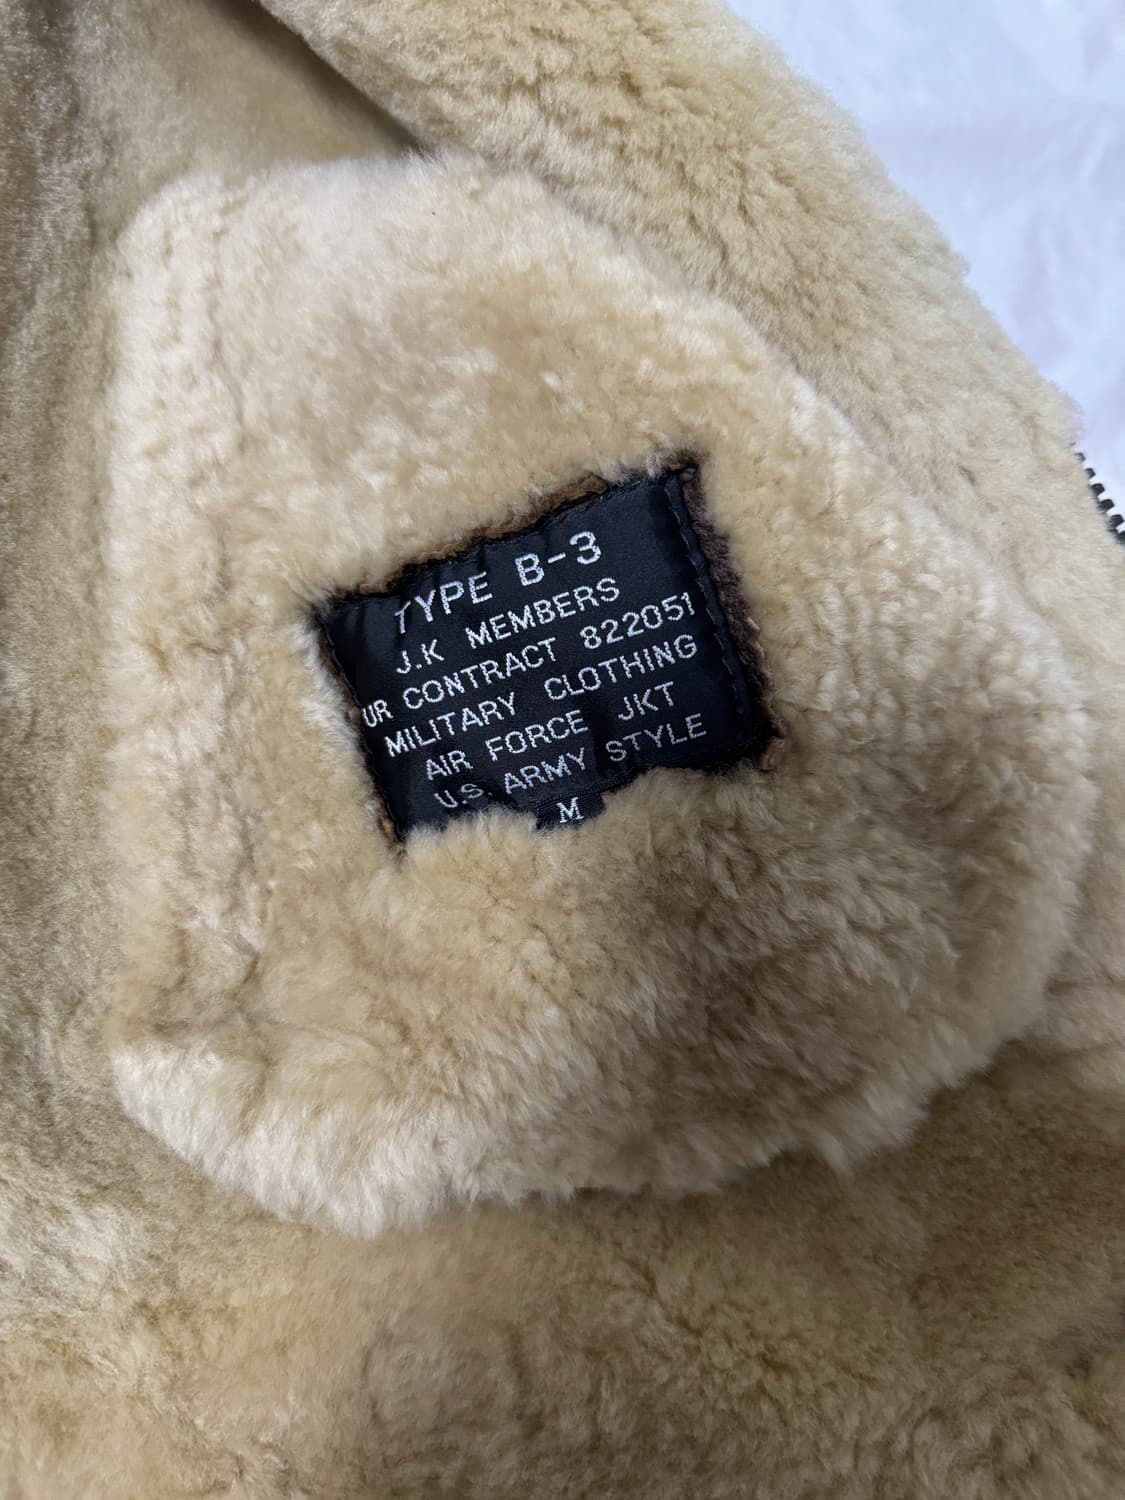 TYPE B-3
J.K MEMBERS
UR CONTRACT 822051
MILITARY CLOTHING
AIR FORCE JKT
U.S. ARMY STYLE
M